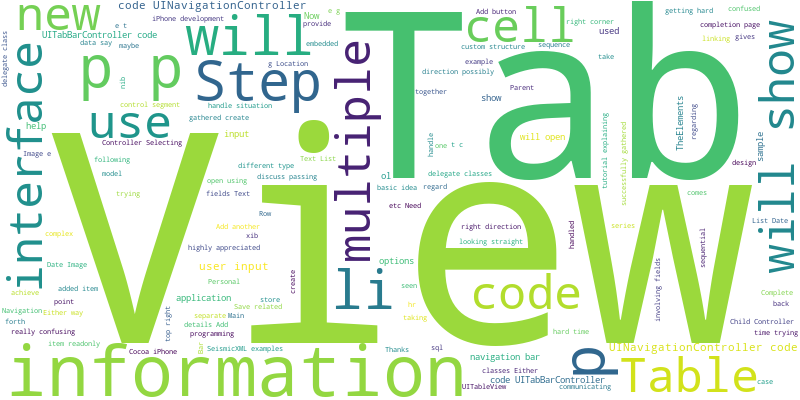 new
code UINavigationController
iPhone development
e t
Now
e g
Add button
right corner
getting hard
confused
provide
completion page
linking
gives
delegate class
UITabBarController code
data say
maybe
nib
will
cell
embedded
used
custom structure
sequence
example
take
direction possibly
together
p p
Step
g Location
control segment
handle situation
gathered create
multiple
Tab
show
Parent
TheElements
regarding
sample
will show
interface
use
help
input
Image e
Controller Selecting
following
model
trying
Text List
different type
discuss passing
open using
fields Text
will open
handle
one t c
delegate classes
ol
basic idea
regard
tutorial explaining
successfully gathered
design
View
etc Need
comes
Row
Add another
xib
highly appreciated
complex
Date Image
user input
Personal
create
right direction
looking straight
handled
series
sequential
List Date
options
li
seen
hr
taking
code
involving fields
Complete
back
achieve
added item
application
store
Save related
point
Navigation
forth
Either way
separate
Main
details Add
programming
top right
really confusing
item readonly
Cocoa iPhone
Bar
SeismicXML examples
Thanks
sql
hard time
Child Controller
time trying
UINavigationController code
information
navigation bar
classes Either
code UITabBarController
UITableView
communicating
p
Table
case